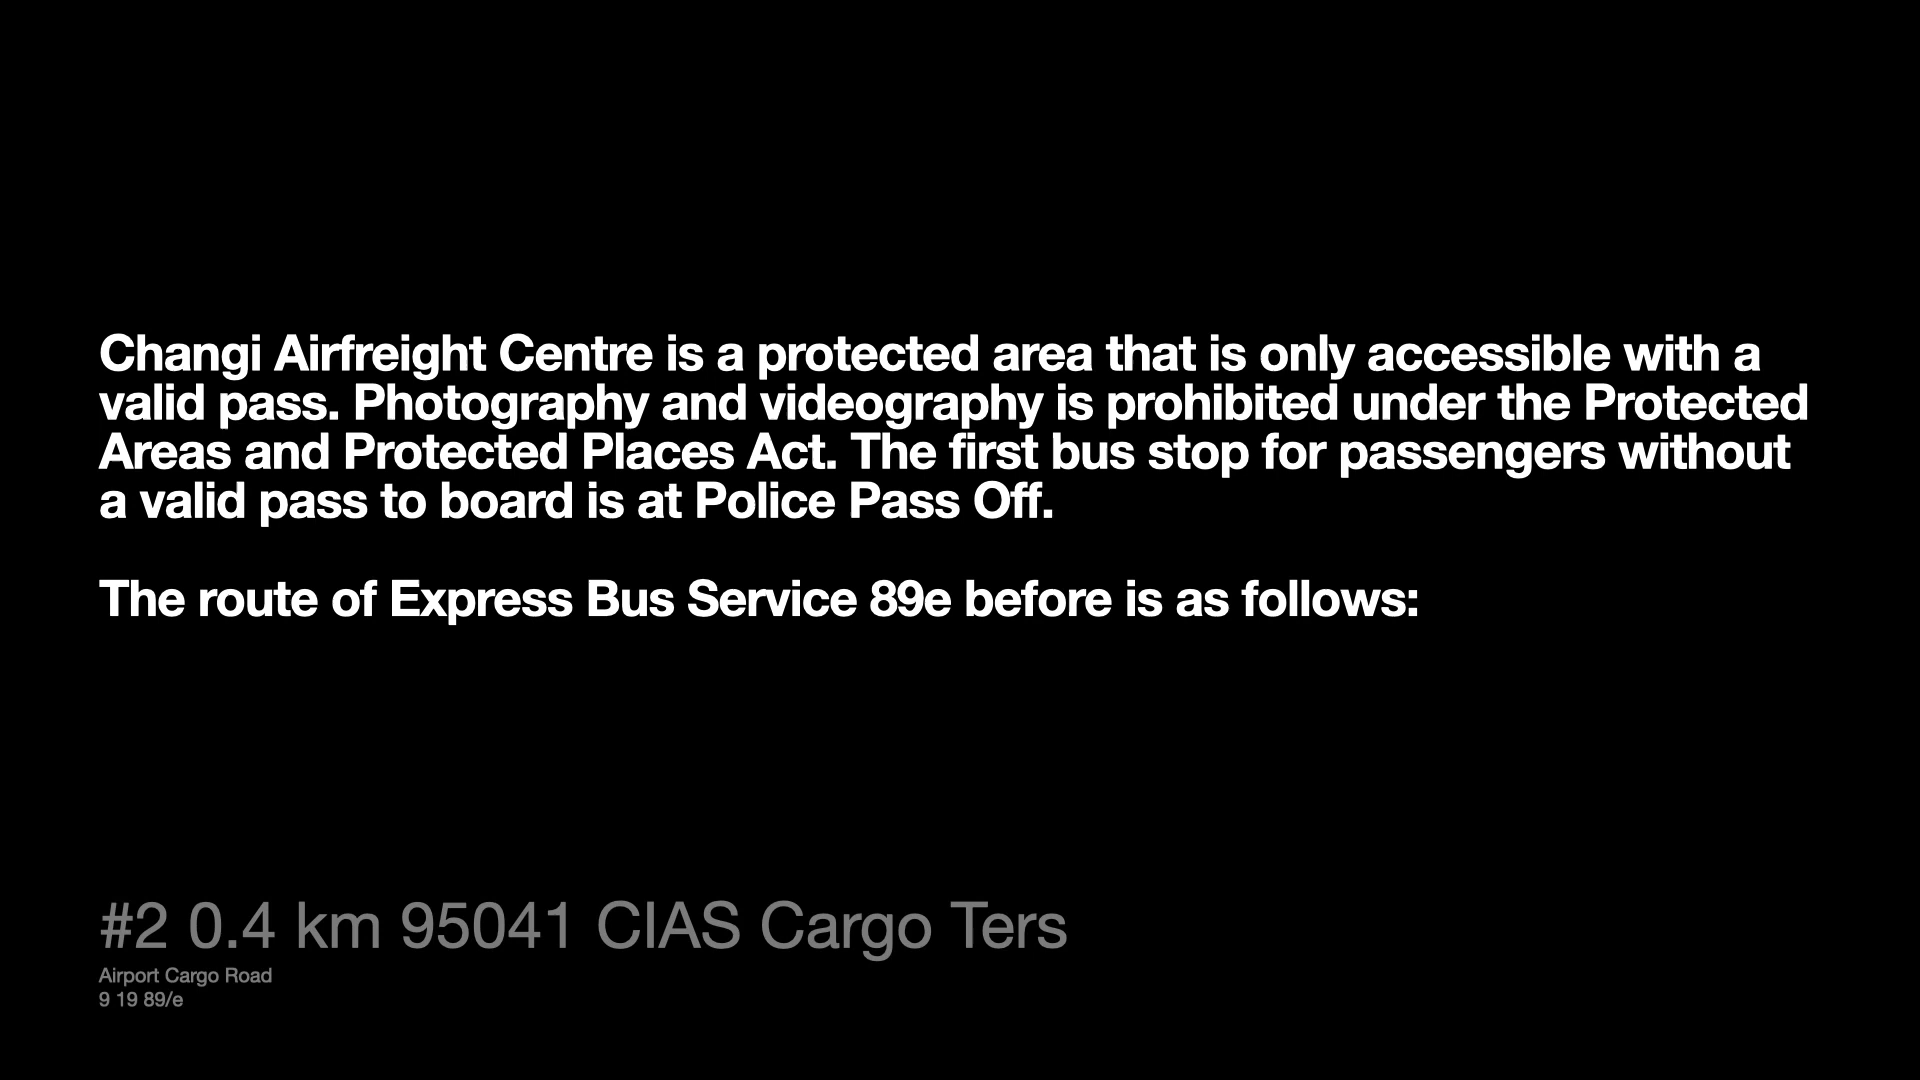 Changi Airfreight Centre is a protected area that is only accessible with a
valid pass. Photography and videography is prohibited under the Protected
Areas and Protected Places Act. The first bus stop for passengers without
a valid pass to board is at Police Pass Off.
The route of Express Bus Service 89e before is as follows:
#2 0.4 km 95041 CIAS Cargo Ters
Airport Cargo Road
9 19 89/e